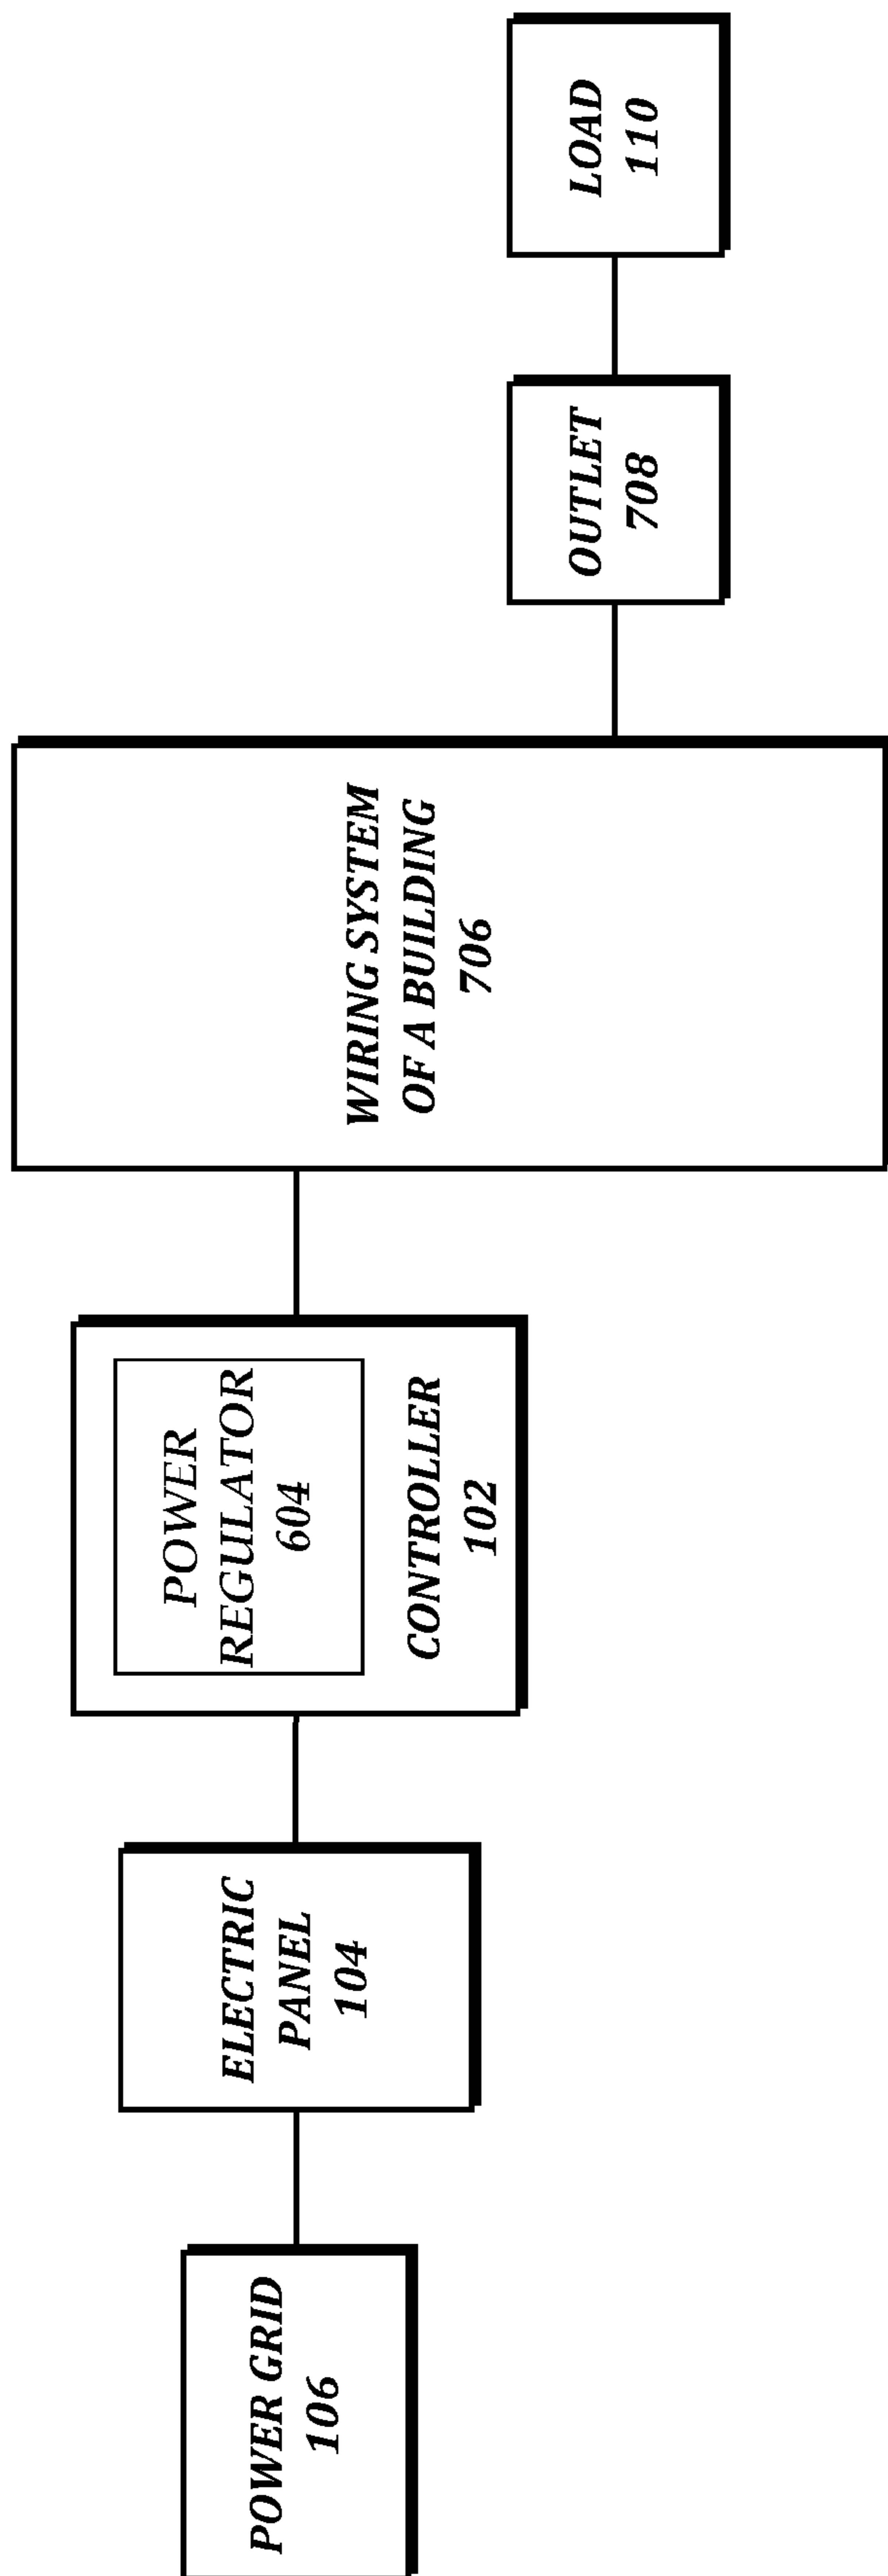 POWER GRID
106
ELECTRIC
PANEL
104
POWER
REGULATOR
604
CONTROLLER
102
WIRING SYSTEM
OF A BUILDING
706
OUTLET
708
LOAD
110